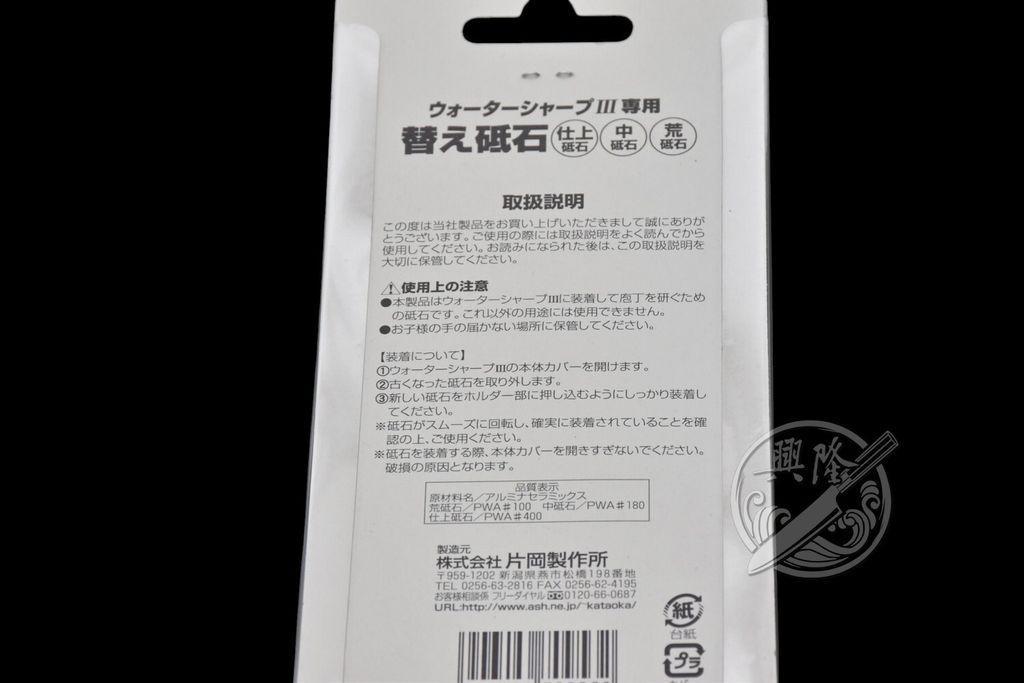 ウォーターシャープⅢ専用
替え砥石 仕上砥石 中砥石 荒砥石
取扱説明
この度は当社製品をお買い上げいただきまして誠にありが
とうございます。ご使用の際には取扱説明をよく読んでから
使用してください。お読みになられた後は、この取扱説明を
大切に保管してください。
⚠使用上の注意
●本製品はウォーターシャープⅢに装着して庖丁を研ぐため
の砥石です。これ以外の用途には使用できません。
●お子様の手の届かない場所に保管してください。
【装着について】
①ウォーターシャープⅢの本体カバーを開けます。
②古くなった砥石を取り外します。
③新しい砥石をホルダー部に押し込むようにしっかり装着し
てください。
※砥石がスムーズに回転し、確実に装着されていることを確
認の上、ご使用ください。
※砥石を装着する際、本体カバーを開きすぎないでください。
破損の原因となります。
品質表示
原材料名／アルミナセラミックス
荒砥石／PWA♯100 中砥石／PWA♯180
仕上砥石／PWA♯400
製造元
株式会社 片岡製作所
〒959-1202 新潟県燕市松橋198番地
TEL 0256-63-2816 FAX 0256-62-4195
お客様相談係 フリーダイヤル 0120-66-0687
URL:http://www.ash.ne.jp/~kataoka/
興隆
紙
台紙
プラ